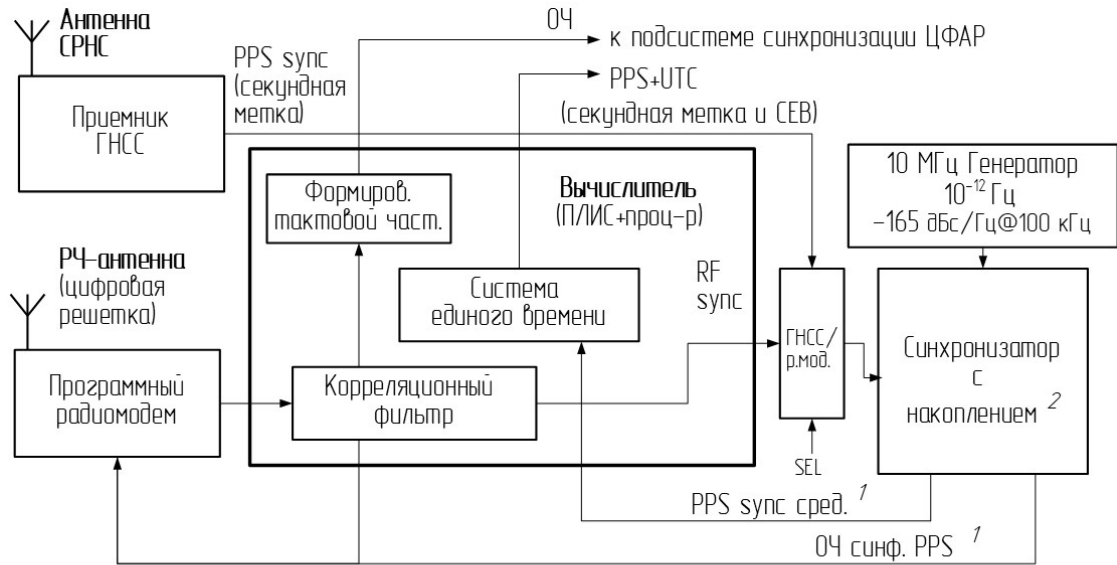 Антенна
СРНС
ОЧ
к подсистеме синхронизации ЦФАР
PPS sync
(секундная
метка)
PPS+UTC
(секундная метка и СЕВ)
Приемник
ГНСС
10 МГц Генератор
10⁻¹² Гц
-165 дБс/Гц@100 кГц
Формиров.
тактовой част.
Вычислитель
(ПЛИС+проц-р)
РЧ-антенна
(цифровая
решетка)
Система
единого времени
RF
sync
ГНСС/
р.мод.
Синхронизатор
с
накоплением 2
Программный
радиомодем
Корреляционный
фильтр
SEL
PPS sync сред. 1
ОЧ синф. PPS 1